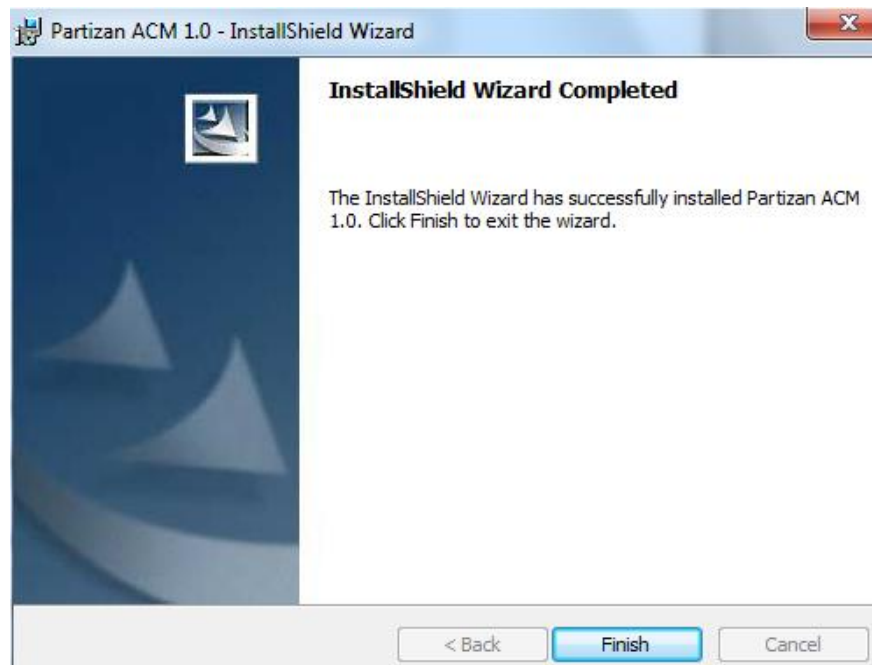 Partizan ACM 1.0 - InstallShield Wizard
InstallShield Wizard Completed
The InstallShield Wizard has successfully installed Partizan ACM
1.0. Click Finish to exit the wizard.
< Back Finish Cancel